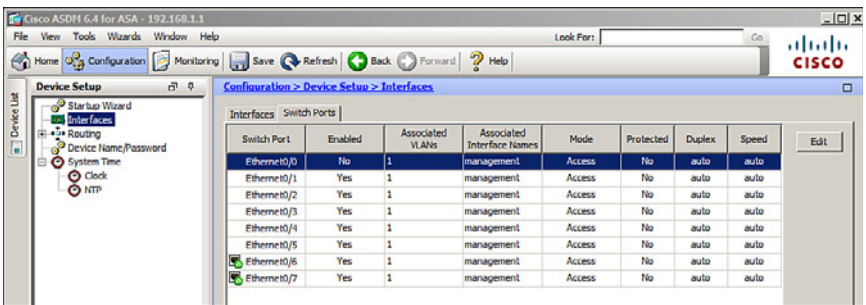 Cisco ASDM 6.4 for ASA - 192.168.1.1
File View Tools Wizards Window Help Look For: Go
Home Configuration Monitoring Save Refresh Back Forward Help
CISCO
Device List
Device Setup
Startup Wizard
Interfaces
Routing
Device Name/Password
System Time
Clock
NTP
Configuration > Device Setup > Interfaces
Interfaces Switch Ports
Switch Port Enabled Associated VLANs Associated Interface Names Mode Protected Duplex Speed
Ethernet0/0 No 1 management Access No auto auto
Ethernet0/1 Yes 1 management Access No auto auto
Ethernet0/2 Yes 1 management Access No auto auto
Ethernet0/3 Yes 1 management Access No auto auto
Ethernet0/4 Yes 1 management Access No auto auto
Ethernet0/5 Yes 1 management Access No auto auto
Ethernet0/6 Yes 1 management Access No auto auto
Ethernet0/7 Yes 1 management Access No auto auto
Edit